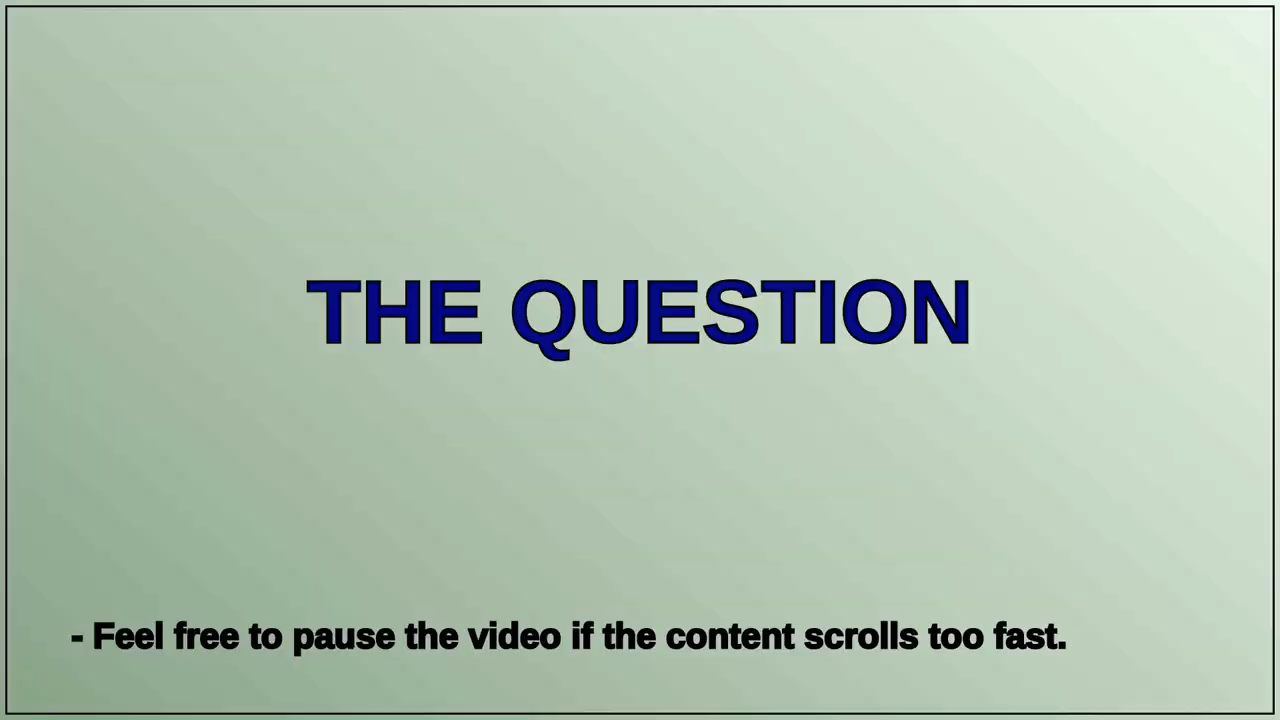 THE QUESTION
- Feel free to pause the video if the content scrolls too fast.